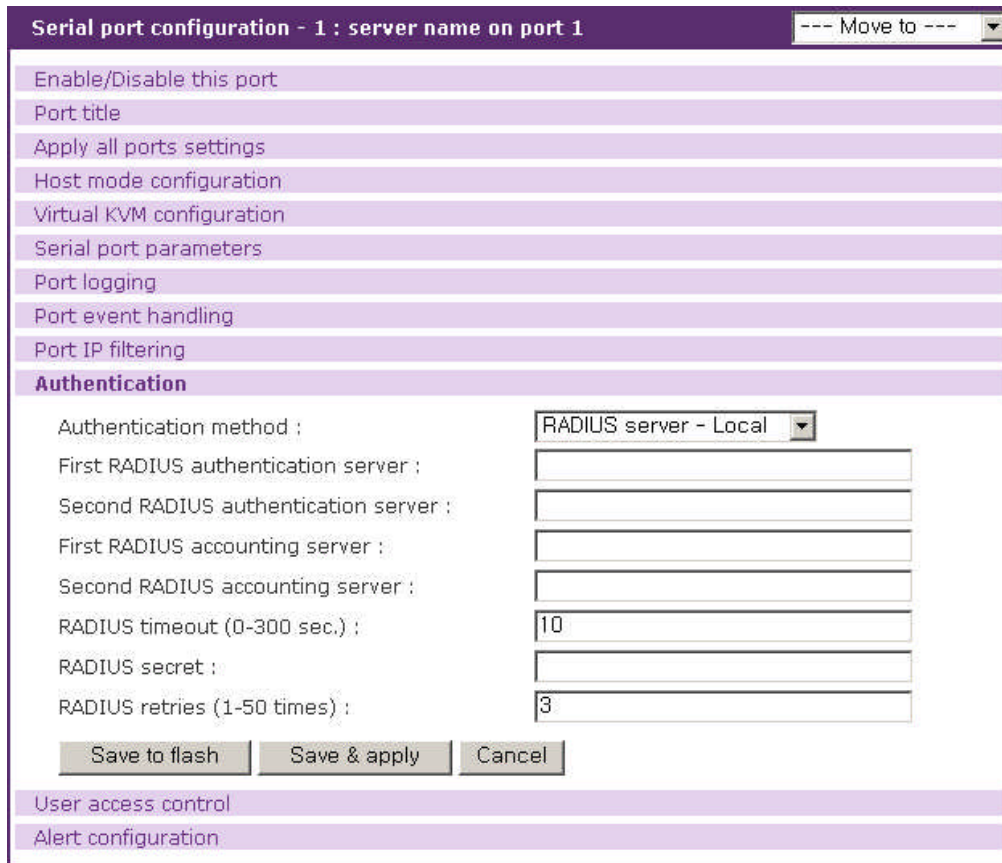 Serial port configuration - 1 : server name on port 1 --- Move to ---
Enable/Disable this port
Port title
Apply all ports settings
Host mode configuration
Virtual KVM configuration
Serial port parameters
Port logging
Port event handling
Port IP filtering
Authentication
Authentication method : RADIUS server - Local
First RADIUS authentication server :
Second RADIUS authentication server :
First RADIUS accounting server :
Second RADIUS accounting server :
RADIUS timeout (0-300 sec.) : 10
RADIUS secret :
RADIUS retries (1-50 times) : 3
Save to flash Save & apply Cancel
User access control
Alert configuration